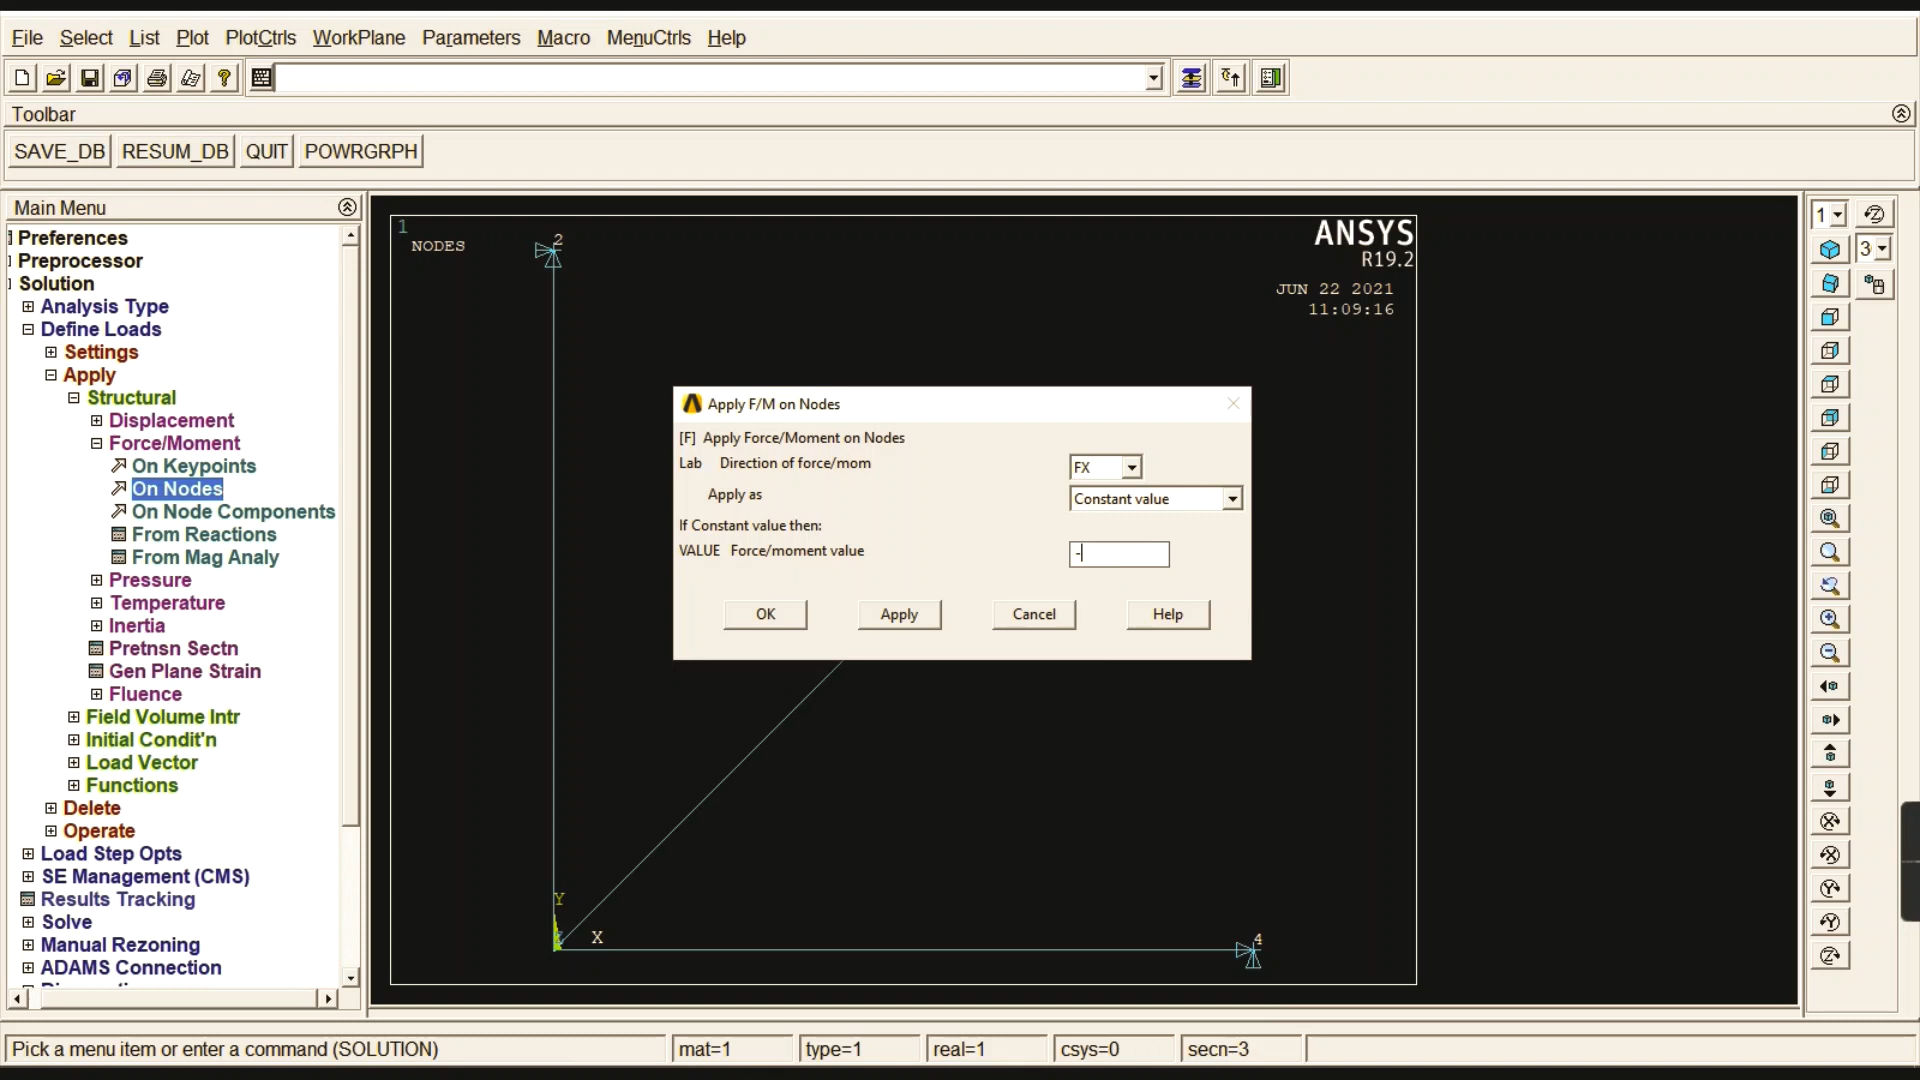 File Select List Plot PlotCtrls WorkPlane Parameters Macro MenuCtrls Help
Toolbar
SAVE_DB RESUM_DB QUIT POWRGRPH
Main Menu
Preferences
Preprocessor
Solution
Analysis Type
Define Loads
Settings
Apply
Structural
Displacement
Force/Moment
On Keypoints
On Nodes
On Node Components
From Reactions
From Mag Analy
Pressure
Temperature
Inertia
Pretnsn Sectn
Gen Plane Strain
Fluence
Field Volume Intr
Initial Condit'n
Load Vector
Functions
Delete
Operate
Load Step Opts
SE Management (CMS)
Results Tracking
Solve
Manual Rezoning
ADAMS Connection
1
NODES
2
ANSYS
R19.2
JUN 22 2021
11:09:16
Apply F/M on Nodes
[F] Apply Force/Moment on Nodes
Lab Direction of force/mom FX
Apply as Constant value
If Constant value then:
VALUE Force/moment value -
OK Apply Cancel Help
Y
X
4
1
3
Pick a menu item or enter a command (SOLUTION) mat=1 type=1 real=1 csys=0 secn=3